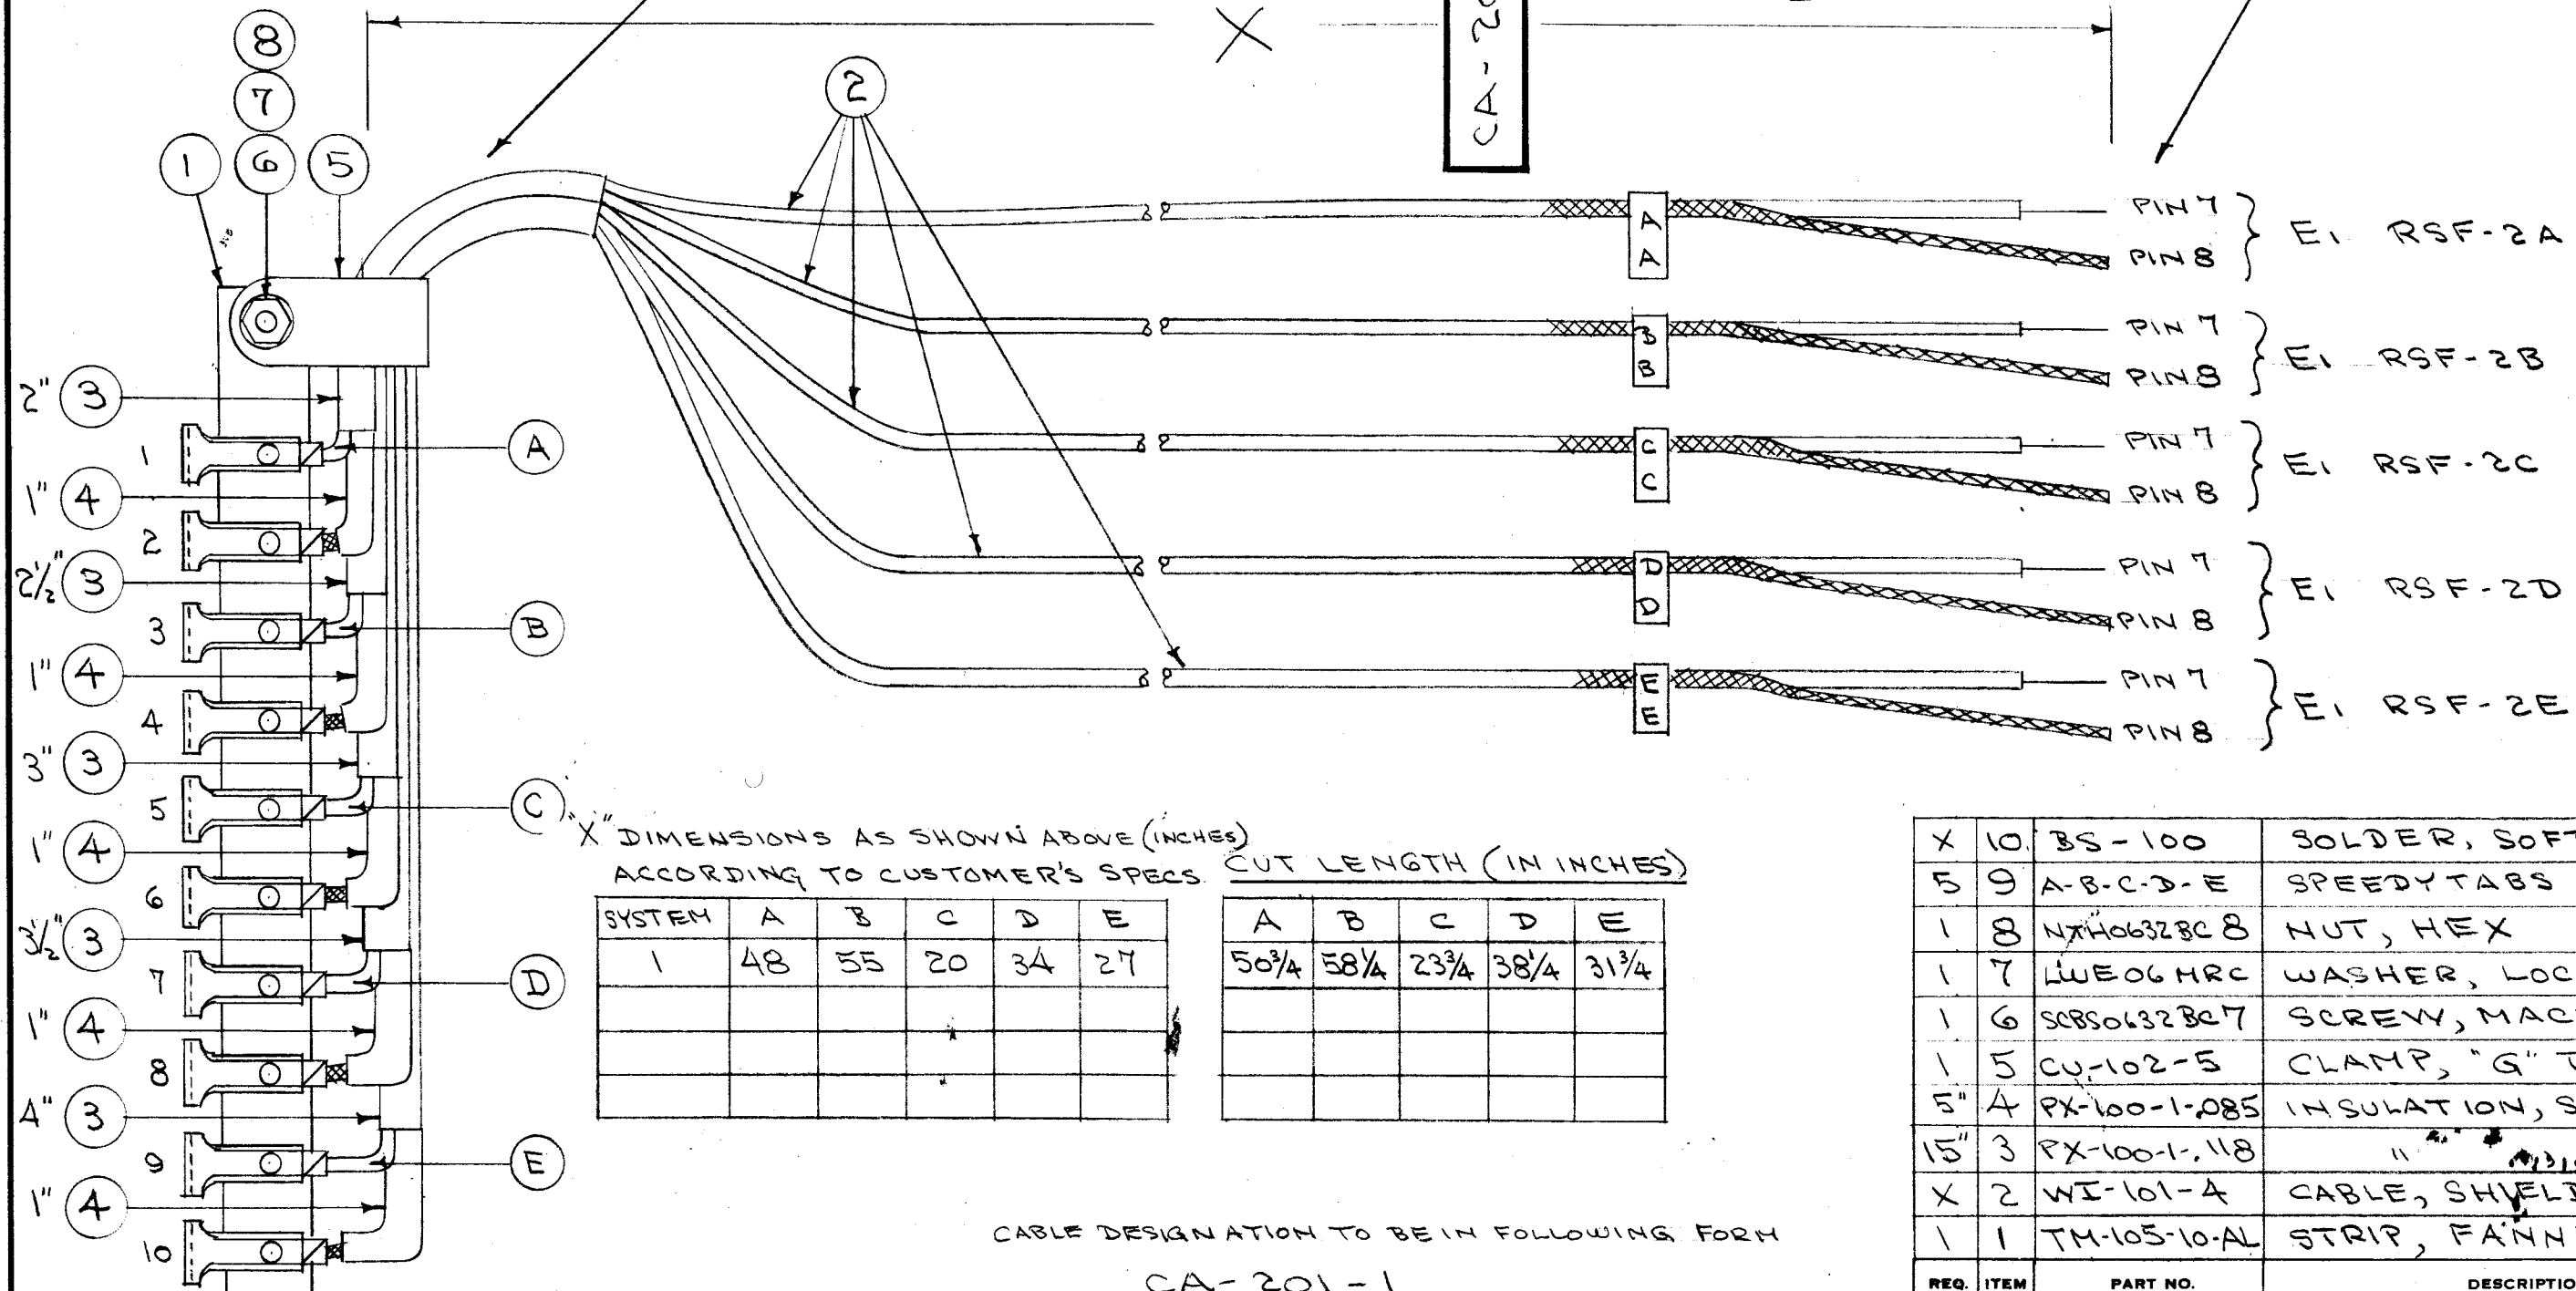 X
CA-20
8
7
1
6
5
2
A
A
PIN 7
PIN 8
E1 RSF-2A
B
B
PIN 7
PIN 8
E1 RSF-2B
C
C
PIN 7
PIN 8
E1 RSF-2C
D
D
PIN 7
PIN 8
E1 RSF-2D
E
E
PIN 7
PIN 8
E1 RSF-2E
2" 3
1
A
1" 4
2
2½" 3
3
B
1" 4
4
3" 3
5
C
1" 4
6
3½" 3
7
D
1" 4
8
4" 3
9
E
1" 4
10
"X" DIMENSIONS AS SHOWN ABOVE (INCHES)
ACCORDING TO CUSTOMER'S SPECS
SYSTEM A B C D E
1 48 55 20 34 27
CUT LENGTH (IN INCHES)
A B C D E
50¾ 58¼ 23¾ 38¼ 31¾
CABLE DESIGNATION TO BE IN FOLLOWING FORM
CA-201-1
X 10 BS-100 SOLDER, SOFT
5 9 A-B-C-D-E SPEEDY TABS
1 8 NXH0632BC8 NUT, HEX
1 7 LWE06MRC WASHER, LOC
1 6 SCBS0632BC7 SCREW, MAC
1 5 CU-102-5 CLAMP, "G" T
5" 4 PX-100-1-.085 INSULATION, S
15" 3 PX-100-1-.118 "
X 2 WI-101-4 CABLE, SHIELD
1 1 TM-105-10-AL STRIP, FANN
REQ. ITEM PART NO. DESCRIPTIO